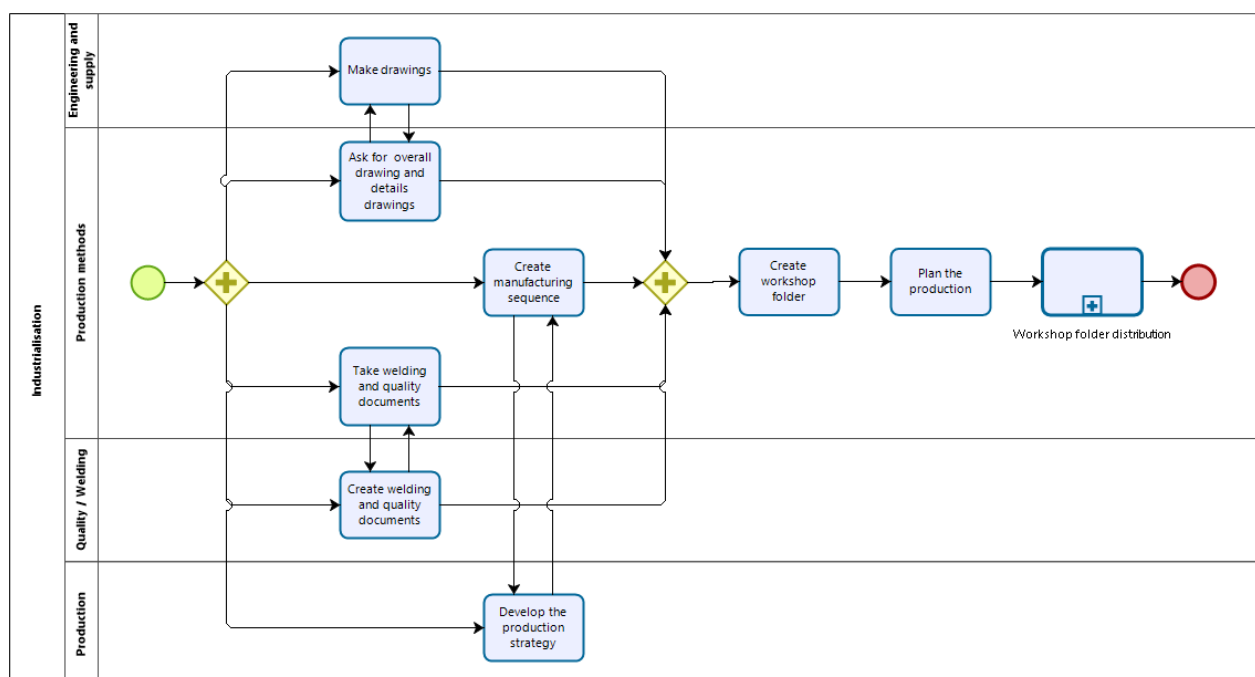 Industrialisation
Engineering and
supply
Make drawings
Production methods
Ask for overall
drawing and
details
drawings
Create
manufacturing
sequence
Create
workshop
folder
Plan the
production
Workshop folder distribution
Take welding
and quality
documents
Quality / Welding
Create welding
and quality
documents
Production
Develop the
production
strategy